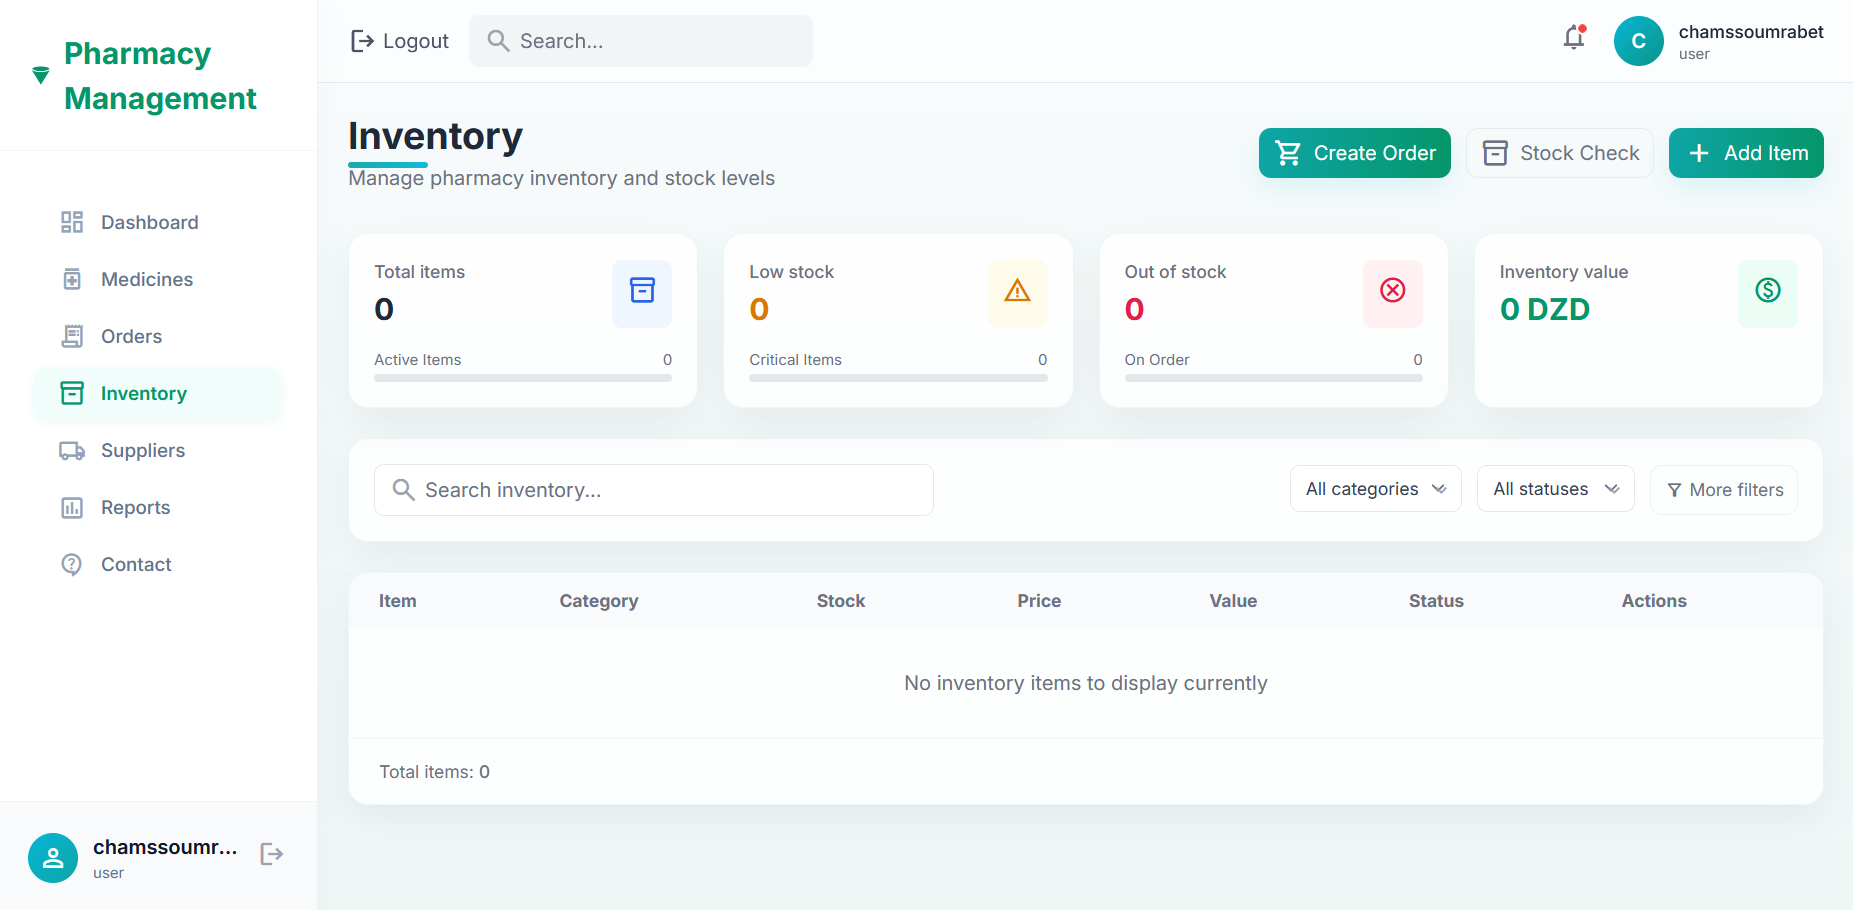 Pharmacy
Management
Dashboard
Medicines
Orders
Inventory
Suppliers
Reports
Contact
chamssoumr...
user
Logout
Search...
C
chamssoumrabet
user
Inventory
Manage pharmacy inventory and stock levels
Create Order
Stock Check
Add Item
Total items
0
Active Items 0
Low stock
0
Critical Items 0
Out of stock
0
On Order 0
Inventory value
0 DZD
Search inventory...
All categories
All statuses
More filters
Item Category Stock Price Value Status Actions
No inventory items to display currently
Total items: 0